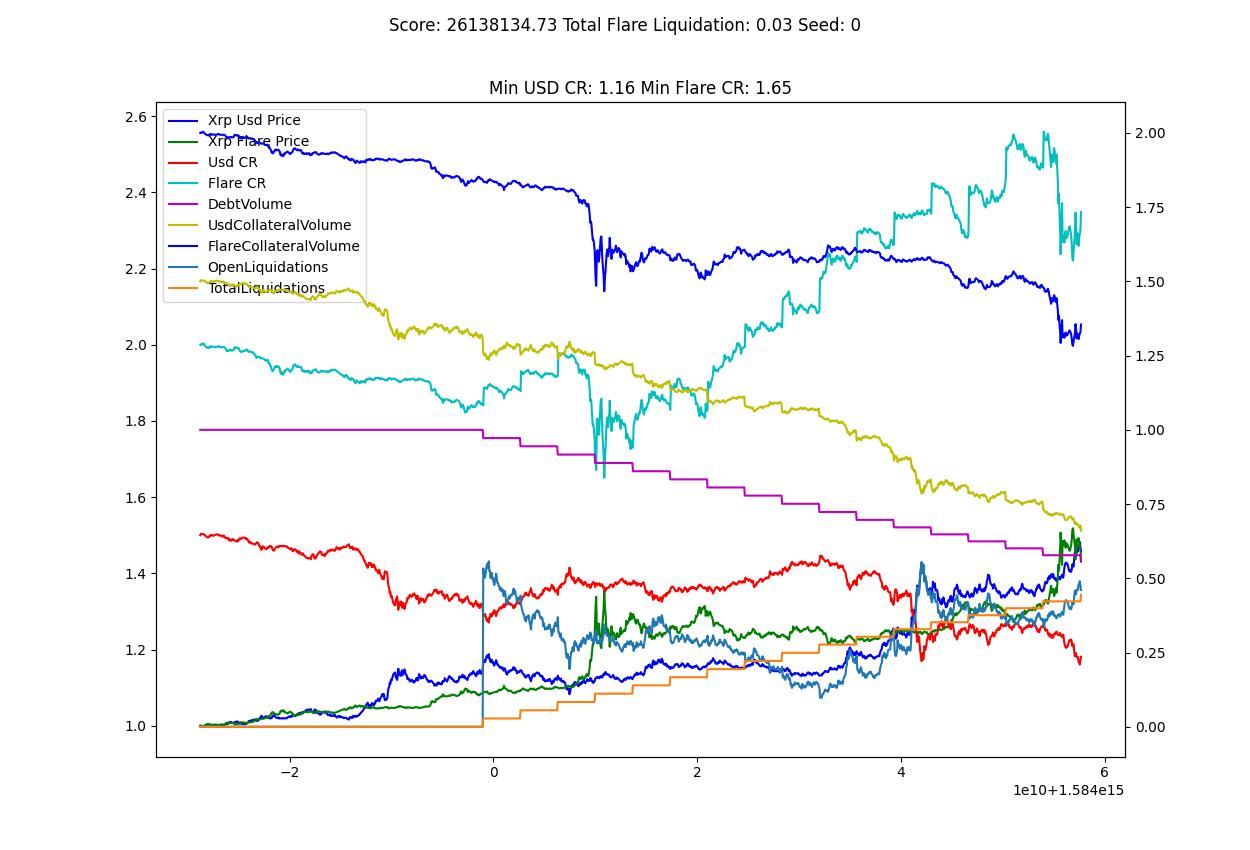 Score: 26138134.73 Total Flare Liquidation: 0.03 Seed: 0
Min USD CR: 1.16 Min Flare CR: 1.65
Xrp Usd Price
Xrp Flare Price
Usd CR
Flare CR
DebtVolume
UsdCollateralVolume
FlareCollateralVolume
OpenLiquidations
TotalLiquidations
2.6
2.4
2.2
2.0
1.8
1.6
1.4
1.2
1.0
2.00
1.75
1.50
1.25
1.00
0.75
0.50
0.25
0.00
−2
0
2
4
6
1e10+1.584e15